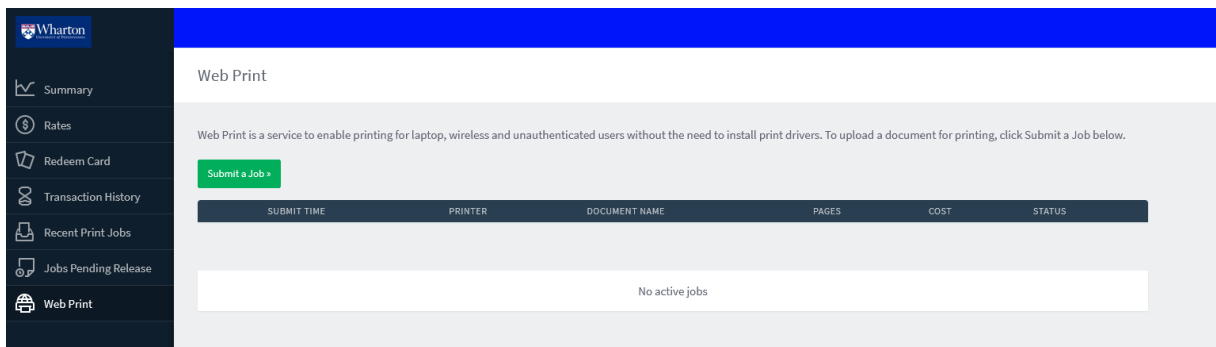 Wharton
Summary
Rates
Redeem Card
Transaction History
Recent Print Jobs
Jobs Pending Release
Web Print
Web Print
Web Print is a service to enable printing for laptop, wireless and unauthenticated users without the need to install print drivers. To upload a document for printing, click Submit a Job below.
Submit a Job »
SUBMIT TIME PRINTER DOCUMENT NAME PAGES COST STATUS
No active jobs